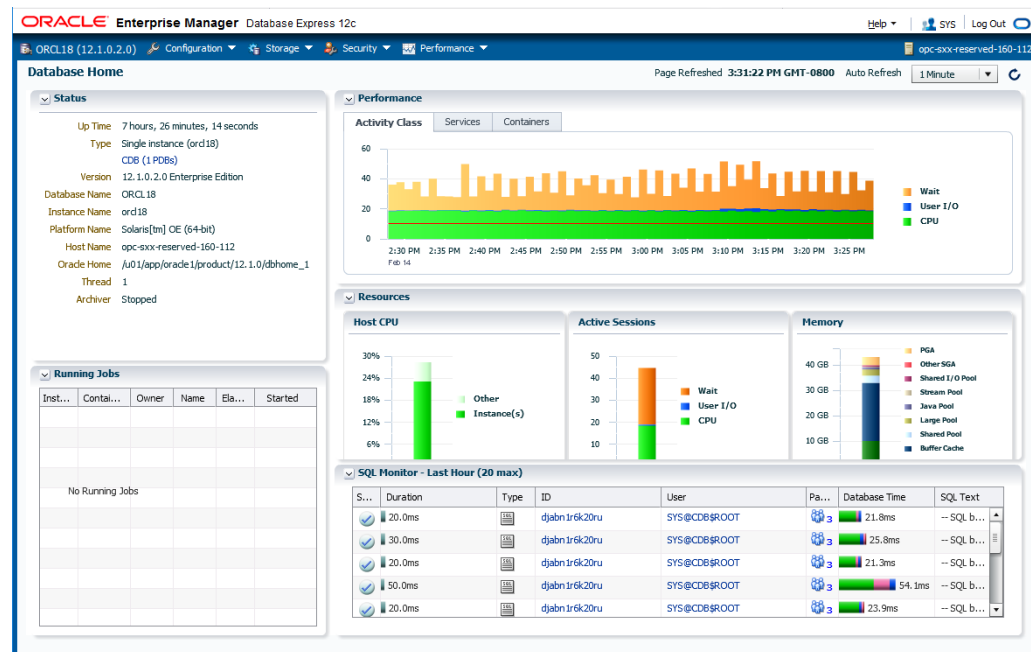 ORACLE Enterprise Manager Database Express 12c
Help SYS Log Out
ORCL18 (12.1.0.2.0) Configuration Storage Security Performance opc-sxx-reserved-160-112
Database Home
Page Refreshed 3:31:22 PM GMT-0800 Auto Refresh 1 Minute
Status
Up Time 7 hours, 26 minutes, 14 seconds
Type Single instance (orcl18)
CDB (1 PDBs)
Version 12.1.0.2.0 Enterprise Edition
Database Name ORCL18
Instance Name orcl18
Platform Name Solaris[tm] OE (64-bit)
Host Name opc-sxx-reserved-160-112
Oracle Home /u01/app/oracle1/product/12.1.0/dbhome_1
Thread 1
Archiver Stopped
Running Jobs
Inst... Contai... Owner Name Ela... Started
No Running Jobs
Performance
Activity Class Services Containers
60
40
20
0
2:30 PM 2:35 PM 2:40 PM 2:45 PM 2:50 PM 2:55 PM 3:00 PM 3:05 PM 3:10 PM 3:15 PM 3:20 PM 3:25 PM
Feb 14
Wait
User I/O
CPU
Resources
Host CPU
30%
24%
18%
12%
6%
Other
Instance(s)
Active Sessions
50
40
30
20
10
Wait
User I/O
CPU
Memory
40 GB
30 GB
20 GB
10 GB
PGA
Other SGA
Shared I/O Pool
Stream Pool
Java Pool
Large Pool
Shared Pool
Buffer Cache
SQL Monitor - Last Hour (20 max)
S... Duration Type ID User Pa... Database Time SQL Text
20.0ms SQL djabn1r6k20ru SYS@CDB$ROOT 3 21.8ms -- SQL b...
30.0ms SQL djabn1r6k20ru SYS@CDB$ROOT 3 25.8ms -- SQL b...
20.0ms SQL djabn1r6k20ru SYS@CDB$ROOT 3 21.3ms -- SQL b...
50.0ms SQL djabn1r6k20ru SYS@CDB$ROOT 3 54.1ms -- SQL b...
20.0ms SQL djabn1r6k20ru SYS@CDB$ROOT 3 23.9ms -- SQL b...